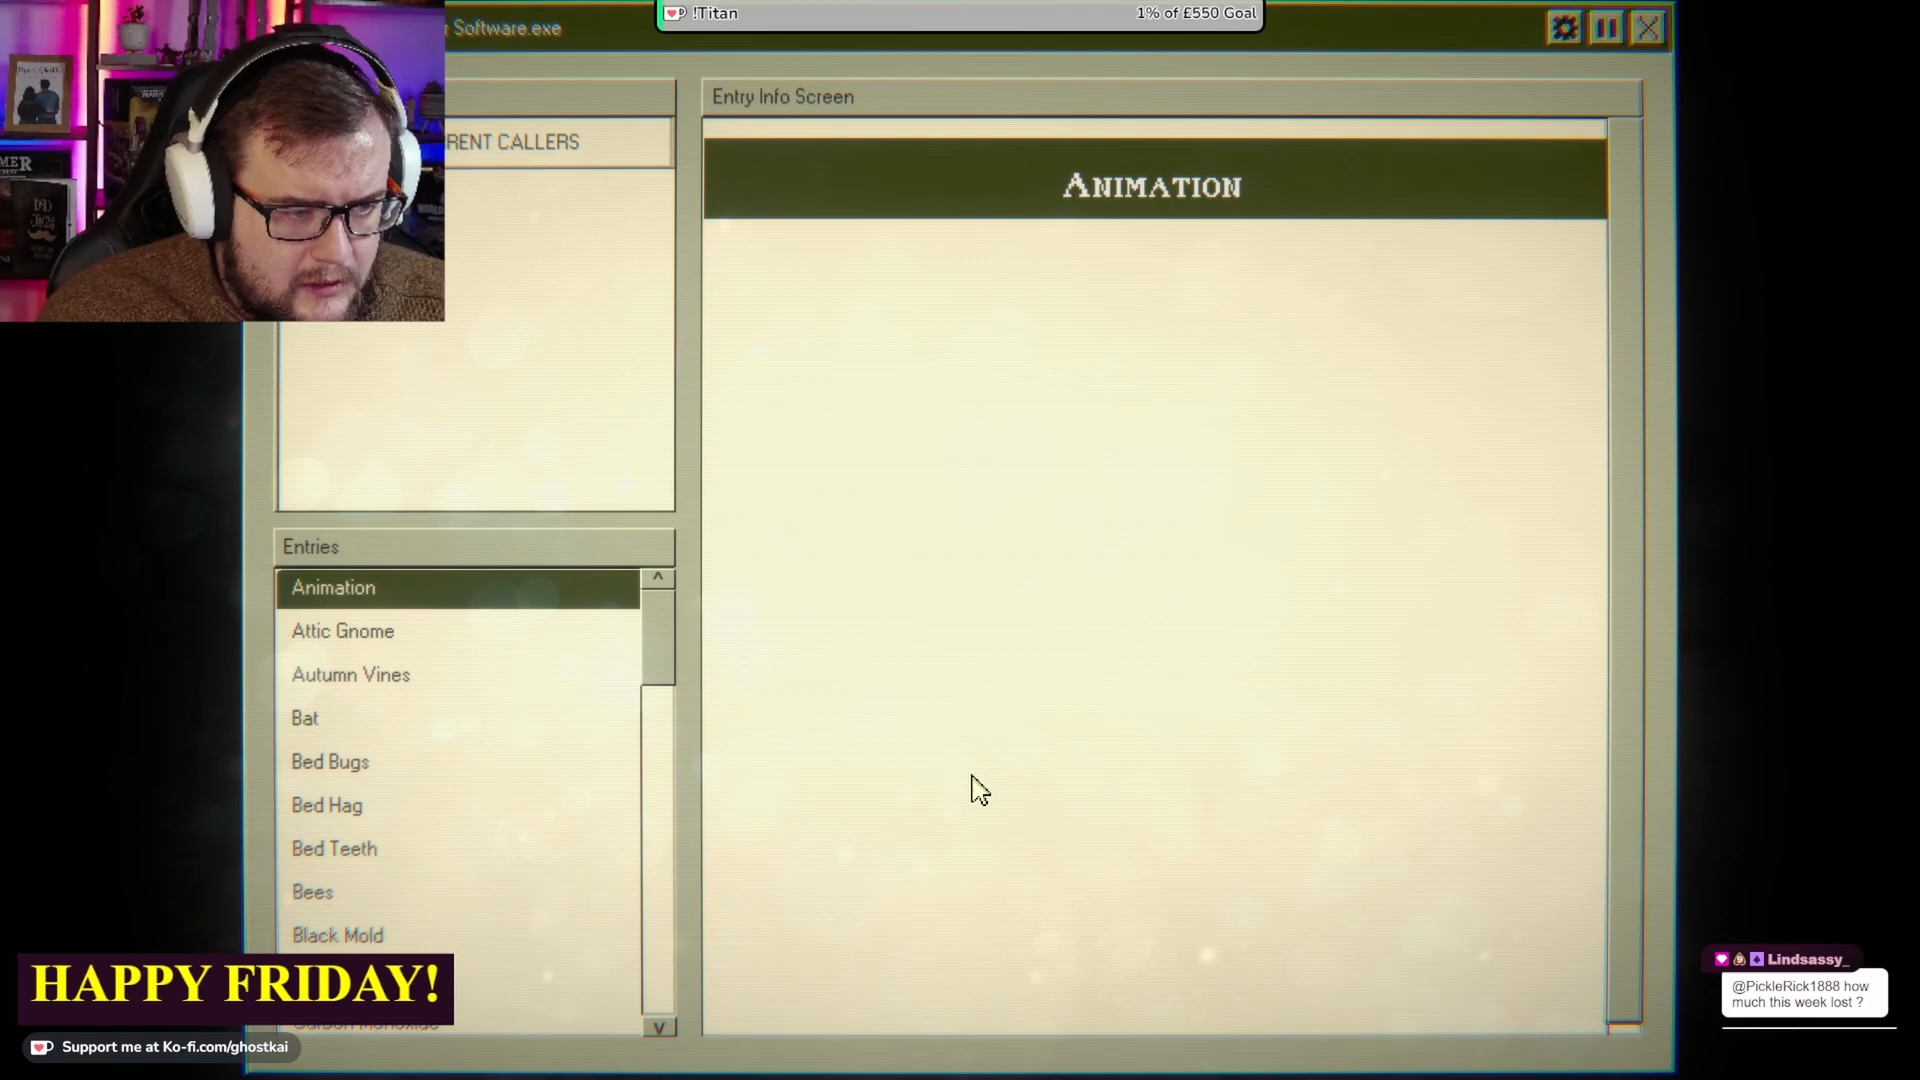 Software.exe
!Titan
1% of £550 Goal
RENT CALLERS
Entry Info Screen
ANIMATION
Entries
Animation
Attic Gnome
Autumn Vines
Bat
Bed Bugs
Bed Hag
Bed Teeth
Bees
Black Mold
Carbon Monoxide
HAPPY FRIDAY!
Support me at Ko-fi.com/ghostkai
Lindsassy_
@PickleRick1888 how
much this week lost ?